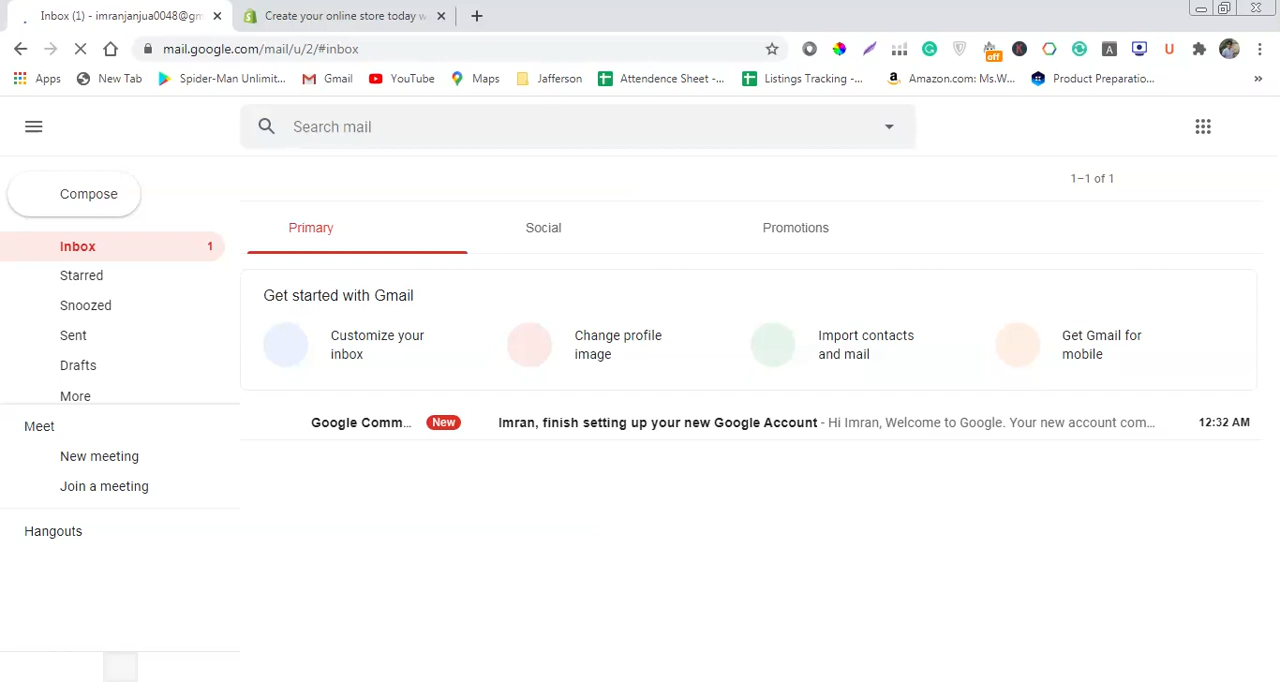 Inbox (1) - imranjanjua0048@gm
Create your online store today w
mail.google.com/mail/u/2/#inbox
Apps
New Tab
Spider-Man Unlimit...
Gmail
YouTube
Maps
Jafferson
Attendence Sheet -...
Listings Tracking -...
Amazon.com: Ms.W...
Product Preparatio...
»
Search mail
1–1 of 1
Compose
Primary
Social
Promotions
Inbox 1
Starred
Snoozed
Sent
Drafts
More
Get started with Gmail
Customize your
inbox
Change profile
image
Import contacts
and mail
Get Gmail for
mobile
Google Comm... New Imran, finish setting up your new Google Account - Hi Imran, Welcome to Google. Your new account com... 12:32 AM
Meet
New meeting
Join a meeting
Hangouts
off
K
A
U